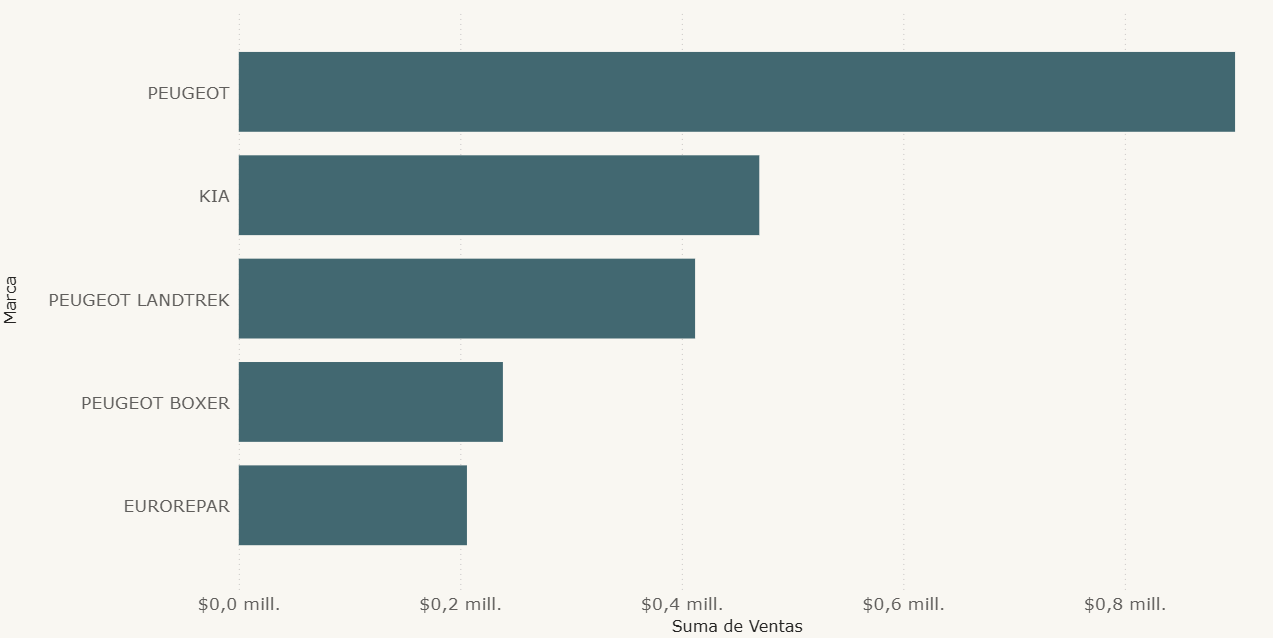 PEUGEOT
KIA
PEUGEOT LANDTREK
PEUGEOT BOXER
EUROREPAR
Marca
$0,0 mill.
$0,2 mill.
$0,4 mill.
$0,6 mill.
$0,8 mill.
Suma de Ventas